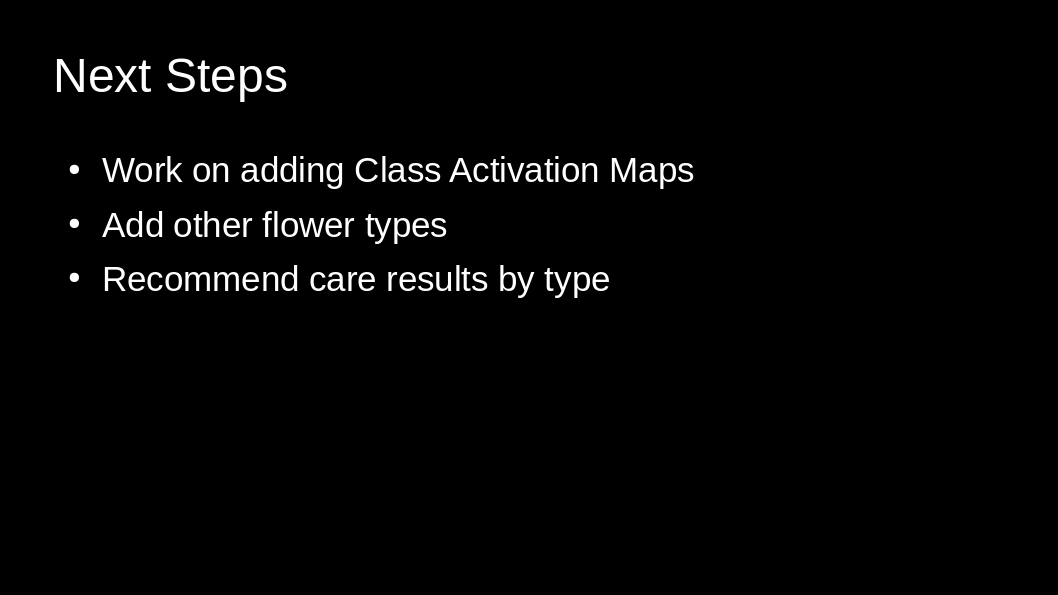 Next Steps
• Work on adding Class Activation Maps
• Add other flower types
• Recommend care results by type